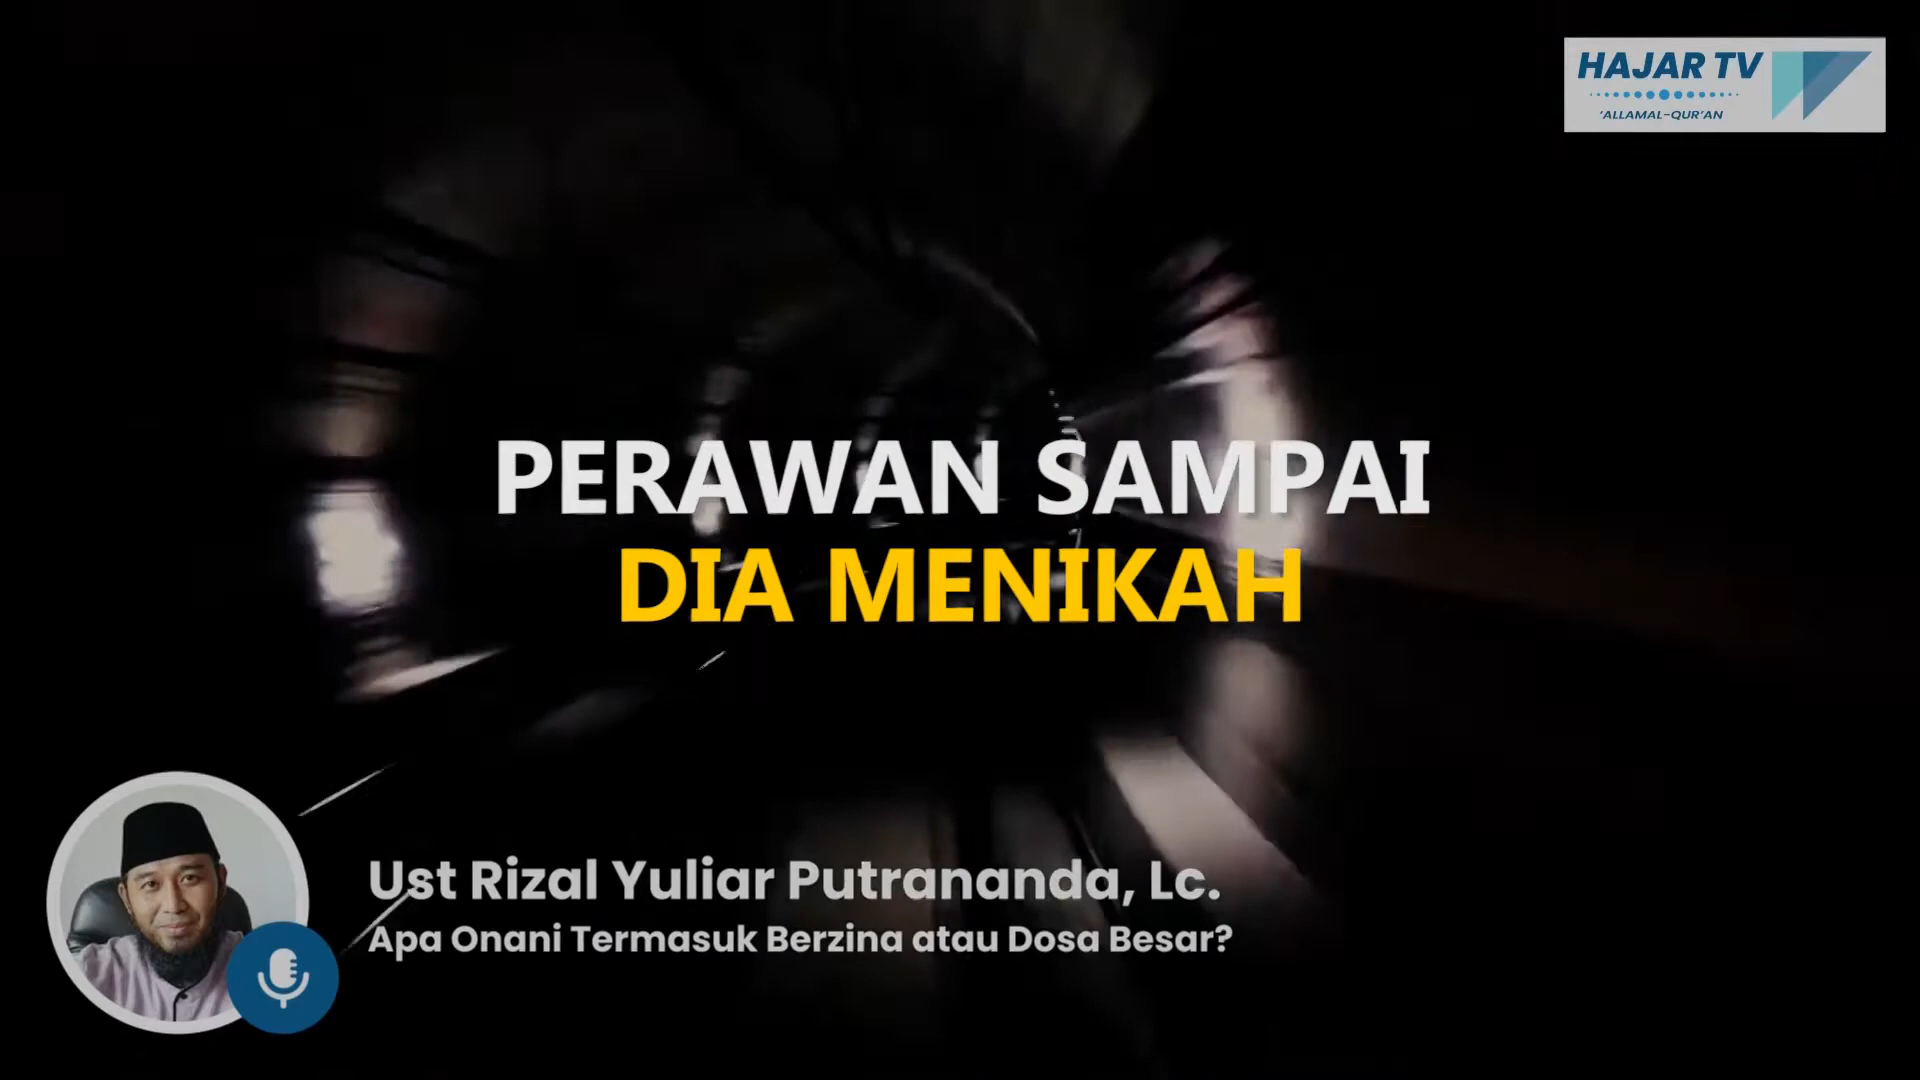 HAJAR TV
'ALLAMAL-QUR'AN
PERAWAN SAMPAI
DIA MENIKAH
Ust Rizal Yuliar Putrananda, Lc.
Apa Onani Termasuk Berzina atau Dosa Besar?